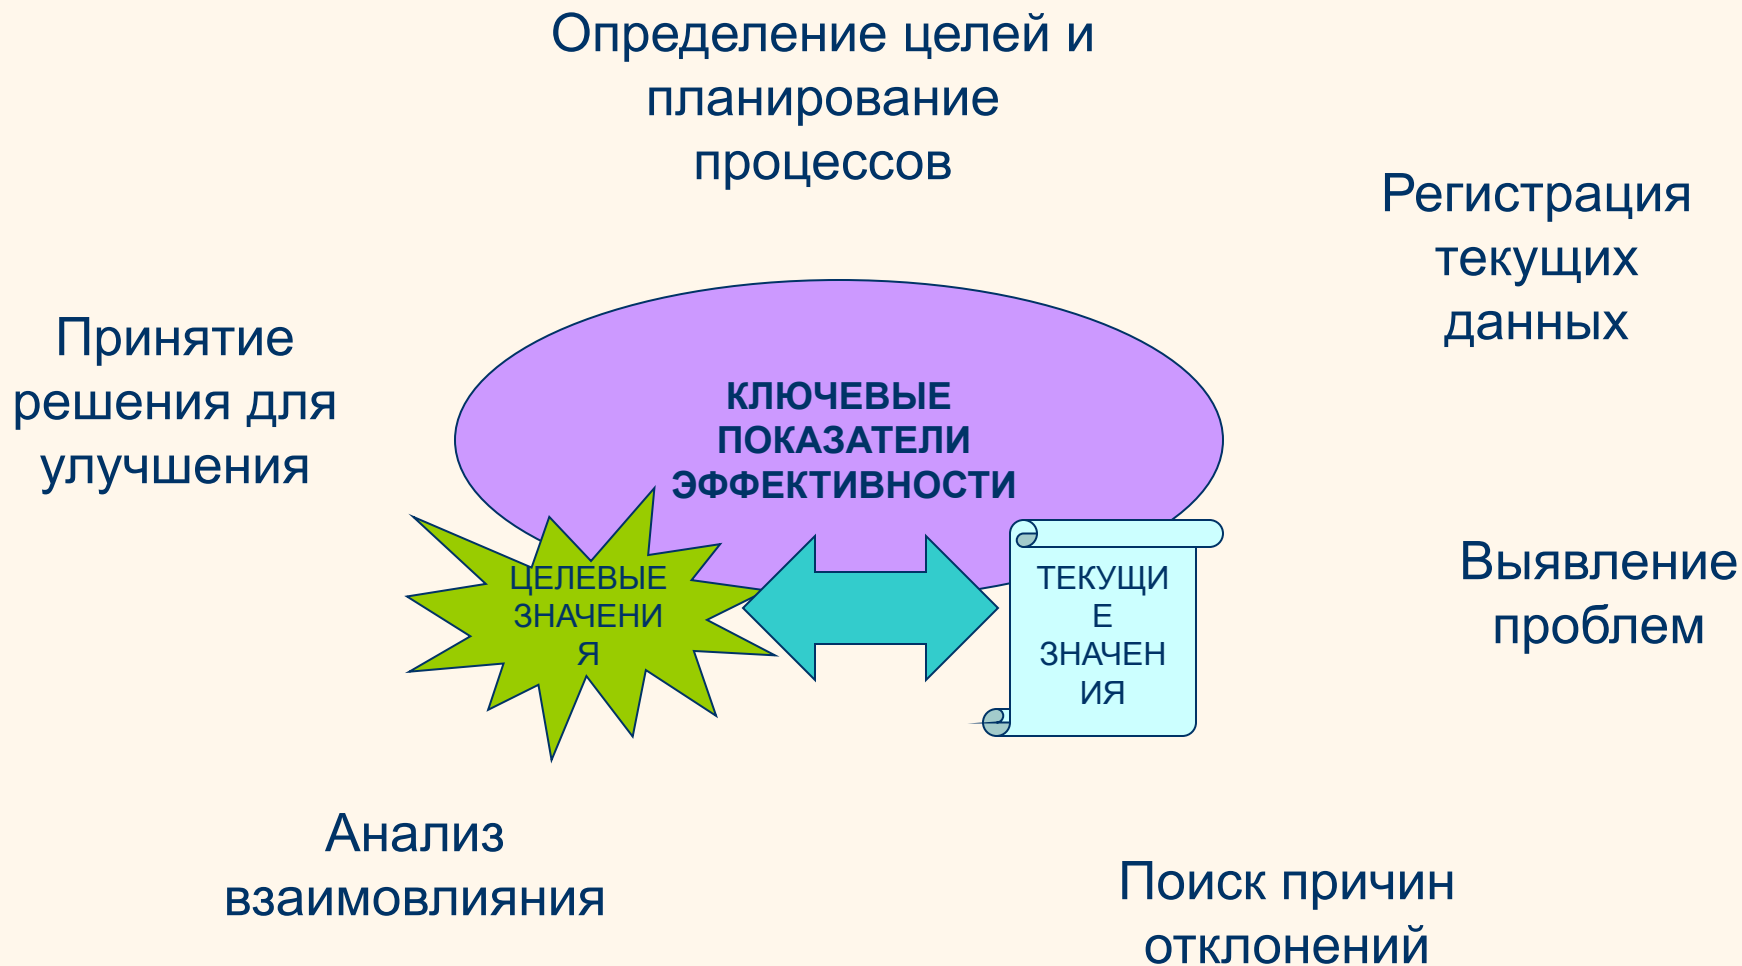 Определение целей и
планирование
процессов
Регистрация
текущих
данных
Принятие
решения для
улучшения
КЛЮЧЕВЫЕ
ПОКАЗАТЕЛИ
ЭФФЕКТИВНОСТИ
ЦЕЛЕВЫЕ
ЗНАЧЕНИ
Я
ТЕКУЩИ
Е
ЗНАЧЕН
ИЯ
Выявление
проблем
Анализ
взаимовлияния
Поиск причин
отклонений